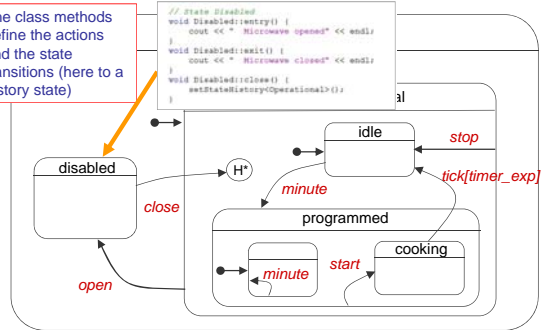 he class methods
efine the actions
nd the state
ansitions (here to a
story state)
// State Disabled
void Disabled::entry() {
cout << " Microwave opened" << endl;
}
void Disabled::exit() {
cout << " Microwave closed" << endl;
}
void Disabled::close() {
setStateHistory<Operational>();
}
al
idle
stop
disabled
H*
tick[timer_exp]
minute
close
programmed
cooking
start
minute
open